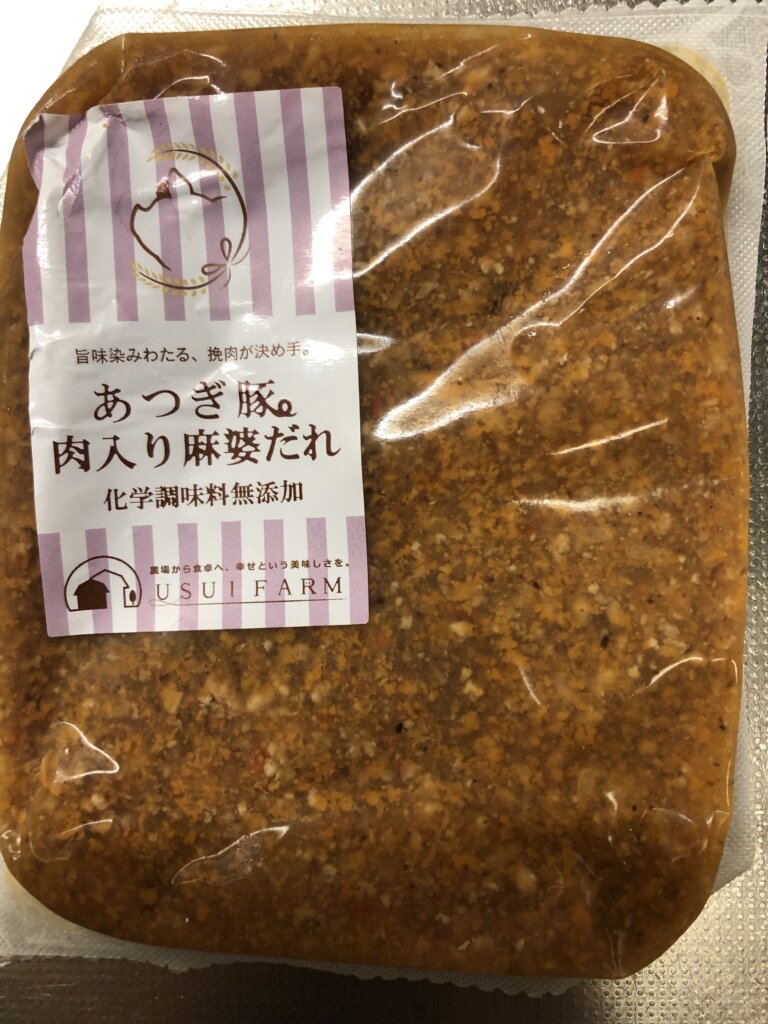 旨味染みわたる、挽肉が決め手。
あつぎ豚
肉入り麻婆だれ
化学調味料無添加
農場から食卓へ、幸せという美味しさを。
USUI FARM